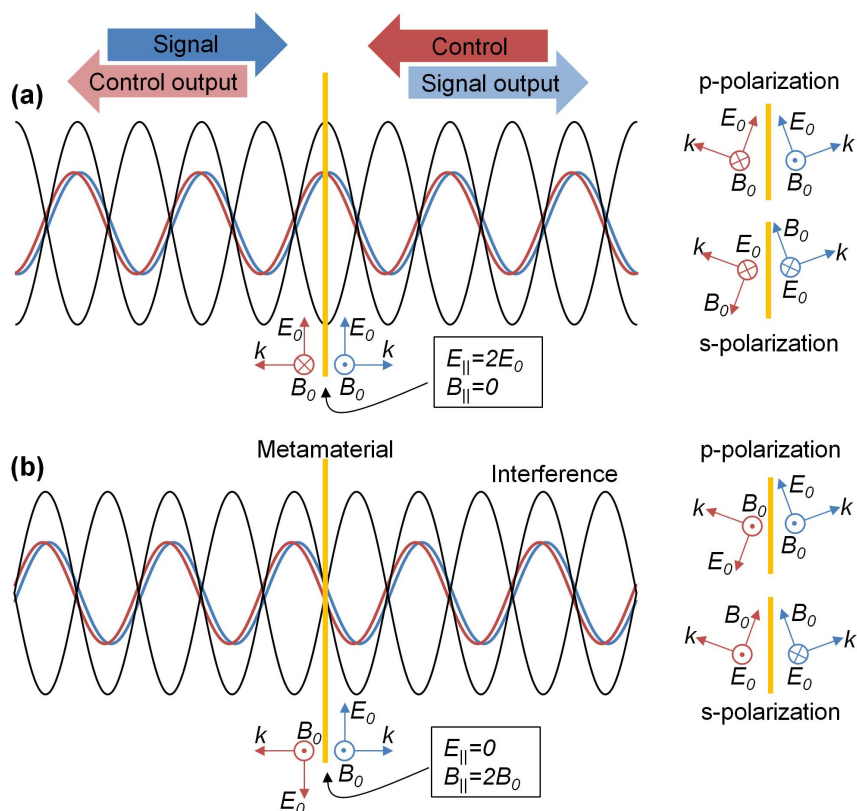 Signal
Control
Control output
Signal output
(a)
p-polarization
E₀ E₀
k k
B₀ B₀
B₀
k E₀ k
B₀ E₀
s-polarization
E₀ E₀
k k
B₀ B₀
E||=2E₀
B||=0
(b)
Metamaterial
Interference
p-polarization
B₀ E₀
k k
E₀ B₀
B₀ B₀
k k
E₀ E₀
s-polarization
k B₀ E₀ k
E₀ B₀
E||=0
B||=2B₀